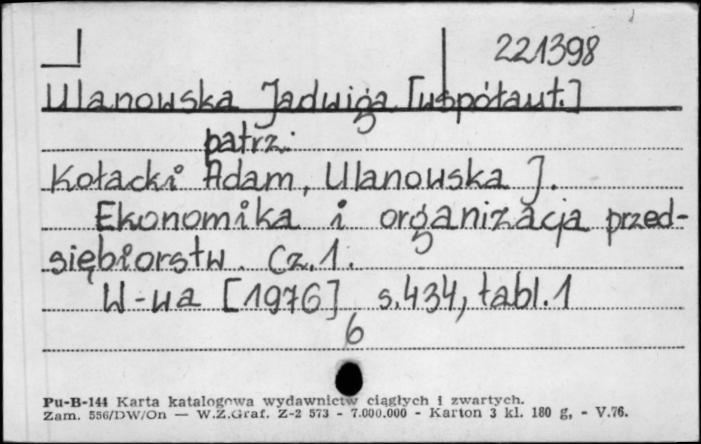 221398
Ulanowska Jadwiga [współaut.]
patrz:
Kołacki Adam, Ulanowska J.
Ekonomika i organizacja przed-
siębiorstw. Cz. 1.
W-wa [1976] s. 434, tabl. 1
6
Pu-B-144 Karta katalogowa wydawnictw ciągłych i zwartych.
Zam. 556/DW/On — W.Z.Graf. Z-2 573 - 7.000.000 - Karton 3 kl. 180 g, - V.76.